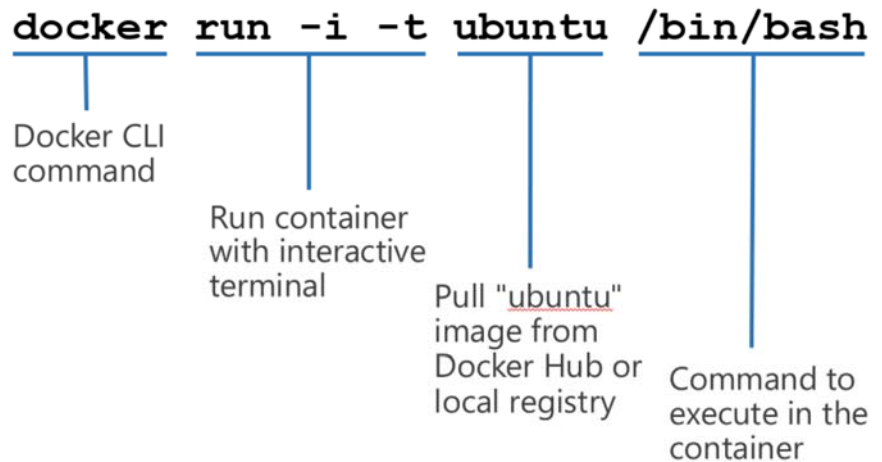 docker run -i -t ubuntu /bin/bash
Docker CLI
command
Run container
with interactive
terminal
Pull "ubuntu"
image from
Docker Hub or
local registry
Command to
execute in the
container